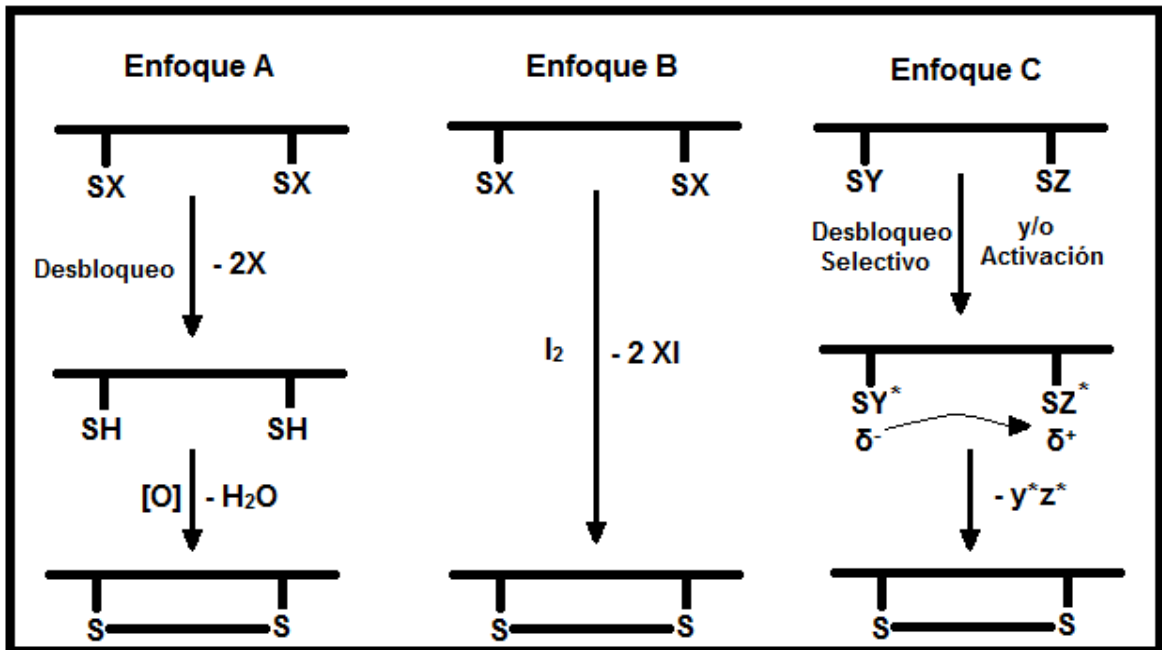 Enfoque A
SX SX
Desbloqueo - 2X
SH SH
[O] - H₂O
S S
Enfoque B
SX SX
I₂ - 2 XI
S S
Enfoque C
SY SZ
Desbloqueo y/o
Selectivo Activación
SY* SZ*
δ⁻ δ⁺
- y*z*
S S